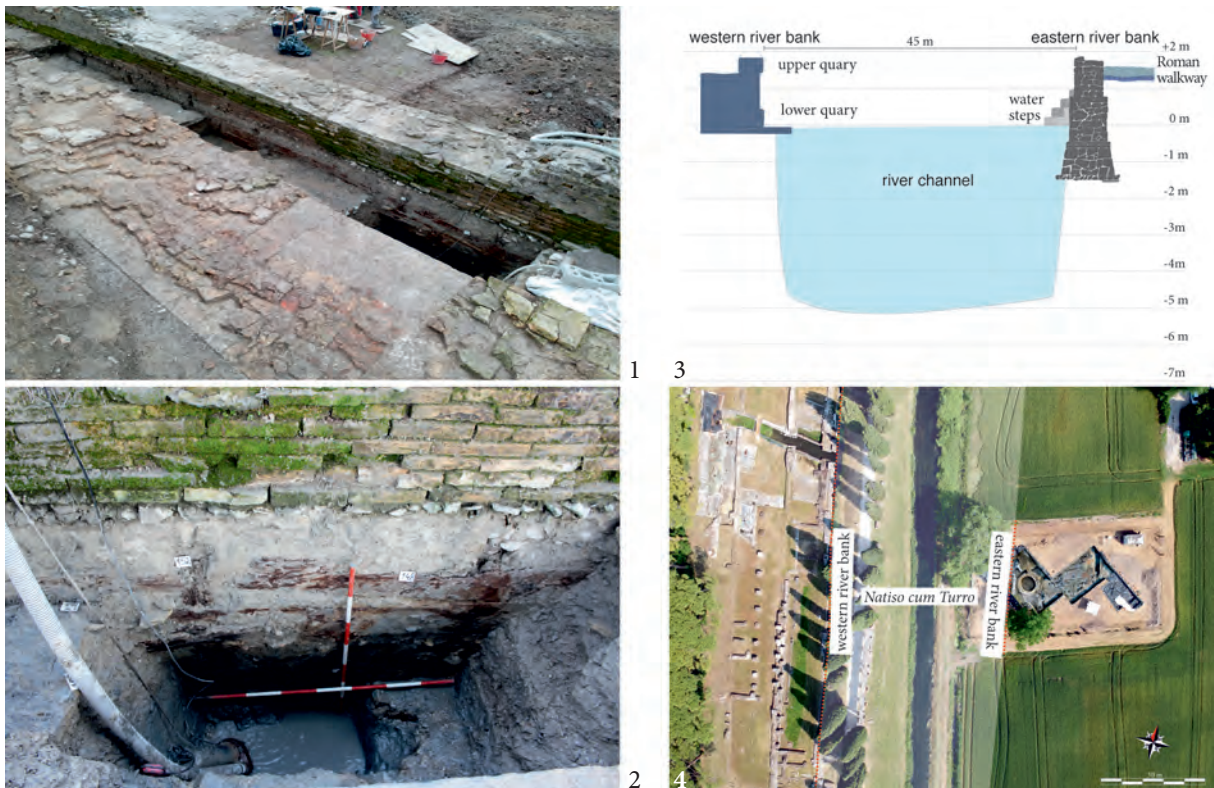 1
2
western river bank
45 m
eastern river bank
+2 m
Roman
walkway
upper quary
lower quary
water
steps
0 m
-1 m
river channel
-2 m
-3m
-4 m
-5 m
-6 m
-7m
3
western river bank
Natiso cum Turro
eastern river bank
4